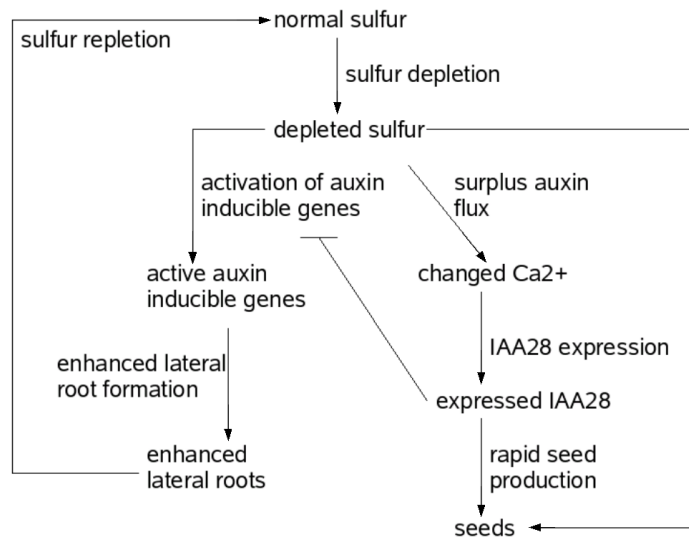 normal sulfur
sulfur repletion
sulfur depletion
depleted sulfur
activation of auxin
inducible genes
surplus auxin
flux
active auxin
inducible genes
changed Ca2+
IAA28 expression
enhanced lateral
root formation
expressed IAA28
enhanced
lateral roots
rapid seed
production
seeds